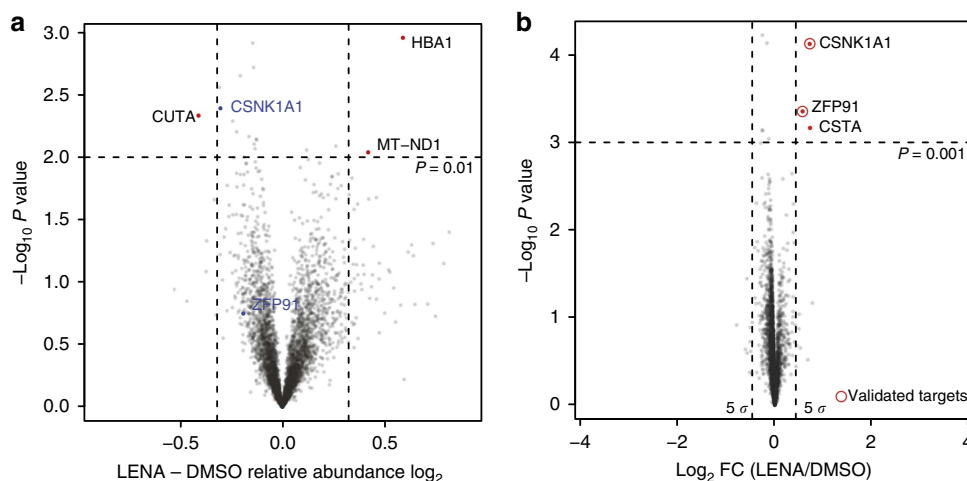 a
3.0
2.5
2.0
1.5
1.0
0.5
0.0
−Log10 P value
HBA1
CSNK1A1
CUTA
MT−ND1
P = 0.01
ZFP91
−0.5
0.0
0.5
LENA – DMSO relative abundance log2
b
4
3
2
1
0
−Log10 P value
CSNK1A1
ZFP91
CSTA
P = 0.001
Validated targets
5 σ
5 σ
−4
−2
0
2
4
Log2 FC (LENA/DMSO)